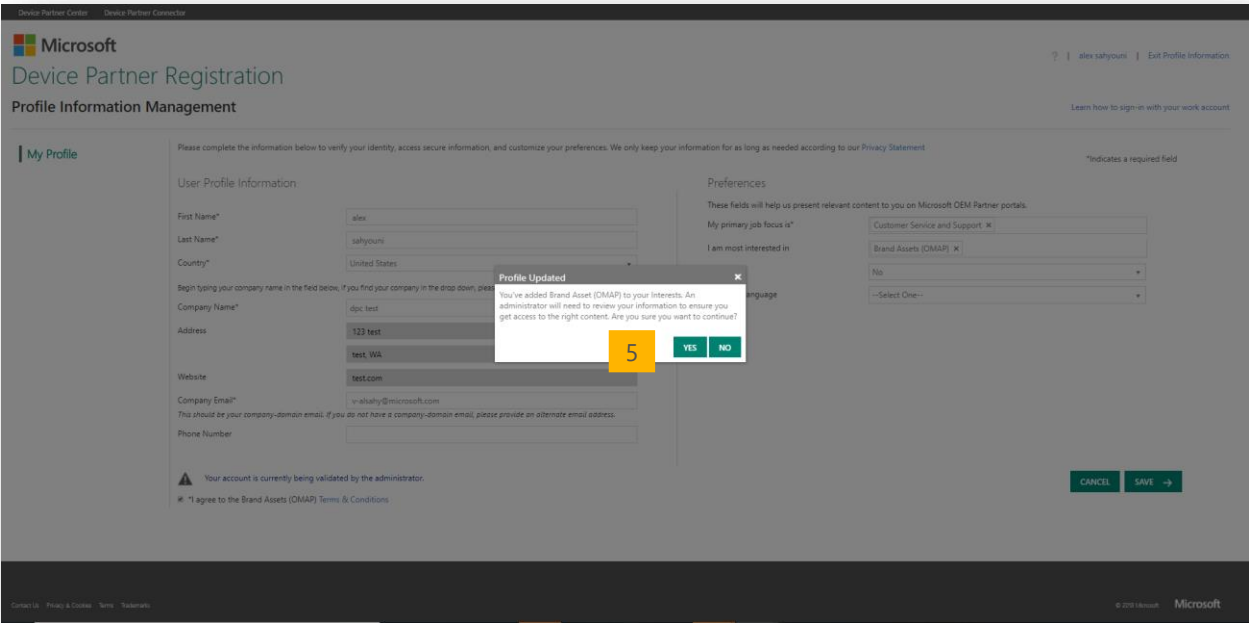 Device Partner Center Device Partner Connector
Microsoft
? | alex sahyouni | Exit Profile Information
Device Partner Registration
Profile Information Management
Learn how to sign-in with your work account
My Profile
Please complete the information below to verify your identity, access secure information, and customize your preferences. We only keep your information for as long as needed according to our Privacy Statement
*Indicates a required field
User Profile Information
First Name*
alex
Last Name*
sahyouni
Country*
United States
Begin typing your company name in the field below, if you find your company in the drop down, pleas
Company Name*
dpc test
Address
123 test
test, WA
Website
test.com
Company Email*
v-alsahy@microsoft.com
This should be your company-domain email. If you do not have a company-domain email, please provide an alternate email address.
Phone Number
Preferences
These fields will help us present relevant content to you on Microsoft OEM Partner portals.
My primary job focus is*
Customer Service and Support ×
I am most interested in
Brand Assets (OMAP) ×
No
anguage
--Select One--
Profile Updated ×
You've added Brand Asset (OMAP) to your Interests. An
administrator will need to review your information to ensure you
get access to the right content. Are you sure you want to continue?
5
YES NO
Your account is currently being validated by the administrator.
*I agree to the Brand Assets (OMAP) Terms & Conditions
CANCEL SAVE →
Contact Us Privacy & Cookies Terms Trademarks
© 2018 Microsoft Microsoft